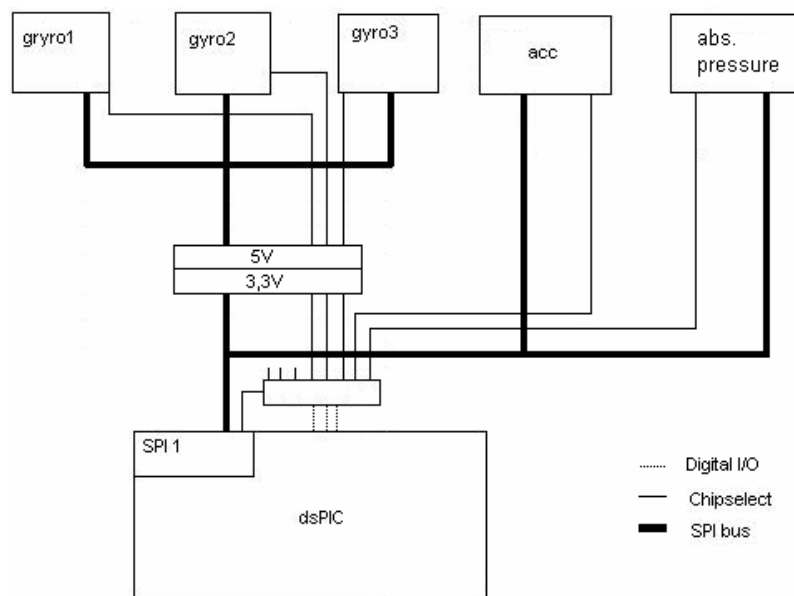 gryro1
gyro2
gyro3
acc
abs.
pressure
5V
3,3V
SPI 1
dsPIC
Digital I/O
Chipselect
SPI bus